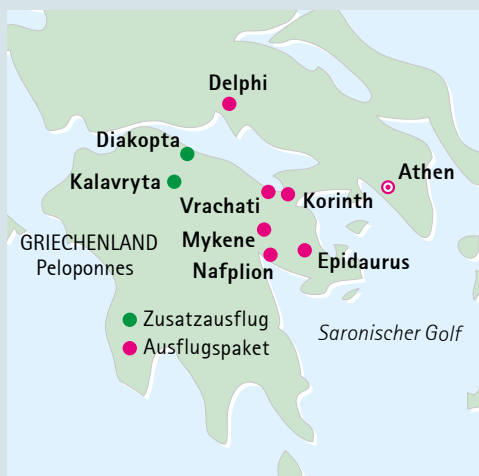 Delphi
Diakopta
Kalavryta
Athen
Vrachati
Korinth
GRIECHENLAND
Peloponnes
Mykene
Nafplion
Epidaurus
Zusatzausflug
Ausflugspaket
Saronischer Golf